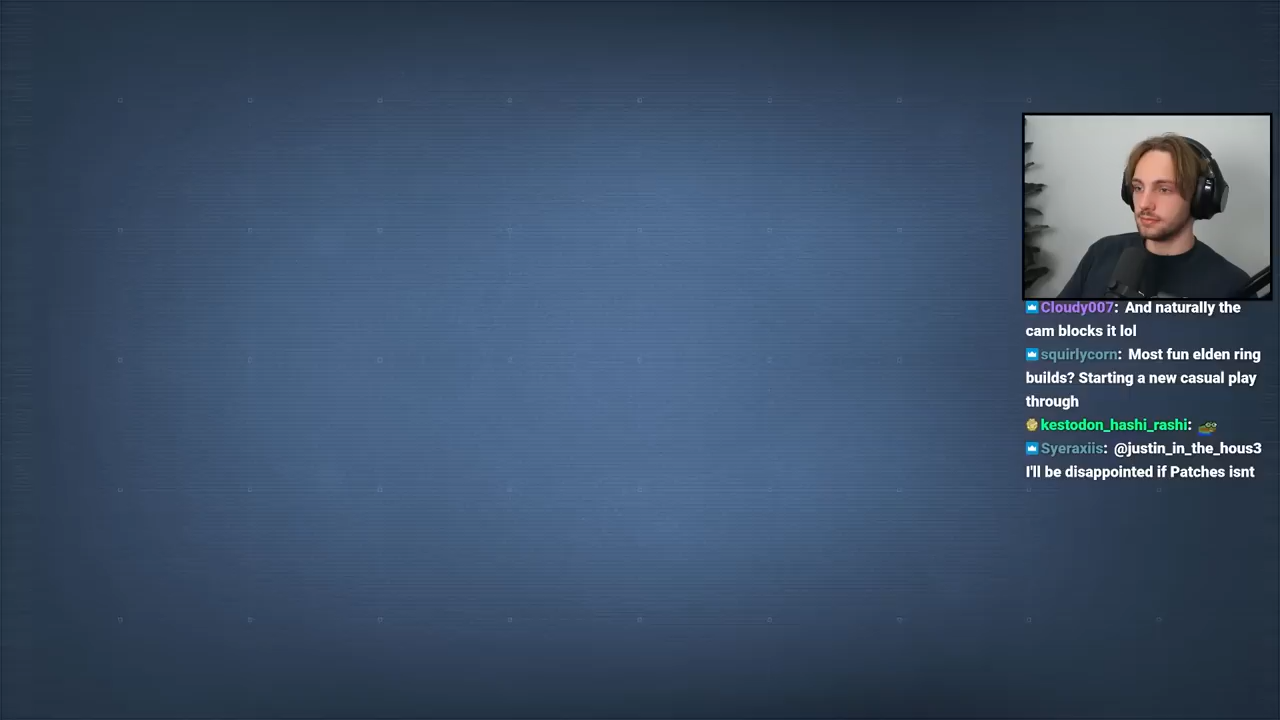 Cloudy007: And naturally the
cam blocks it lol
squirlycorn: Most fun elden ring
builds? Starting a new casual play
through
kestodon_hashi_rashi:
Syeraxiis: @justin_in_the_hous3
I'll be disappointed if Patches isnt